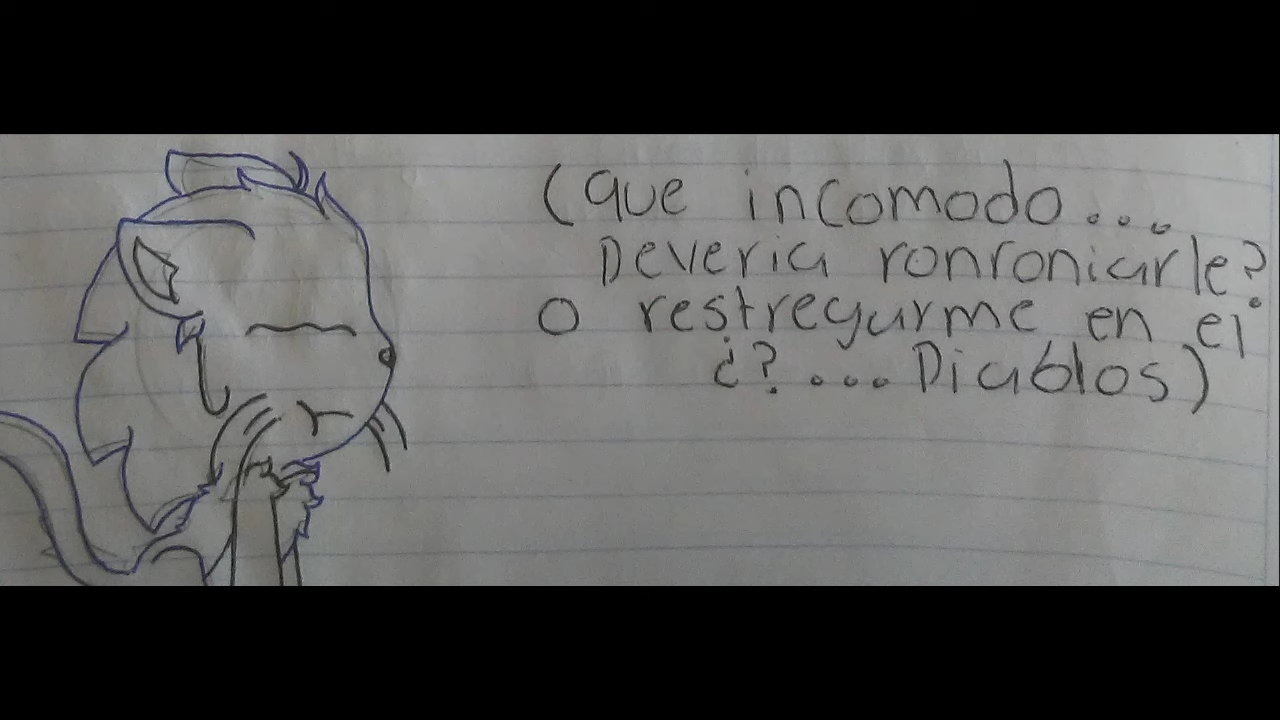 (que incomodo...
Deveria ronroniarle?
o restregarme en el
¿?....Diablos)